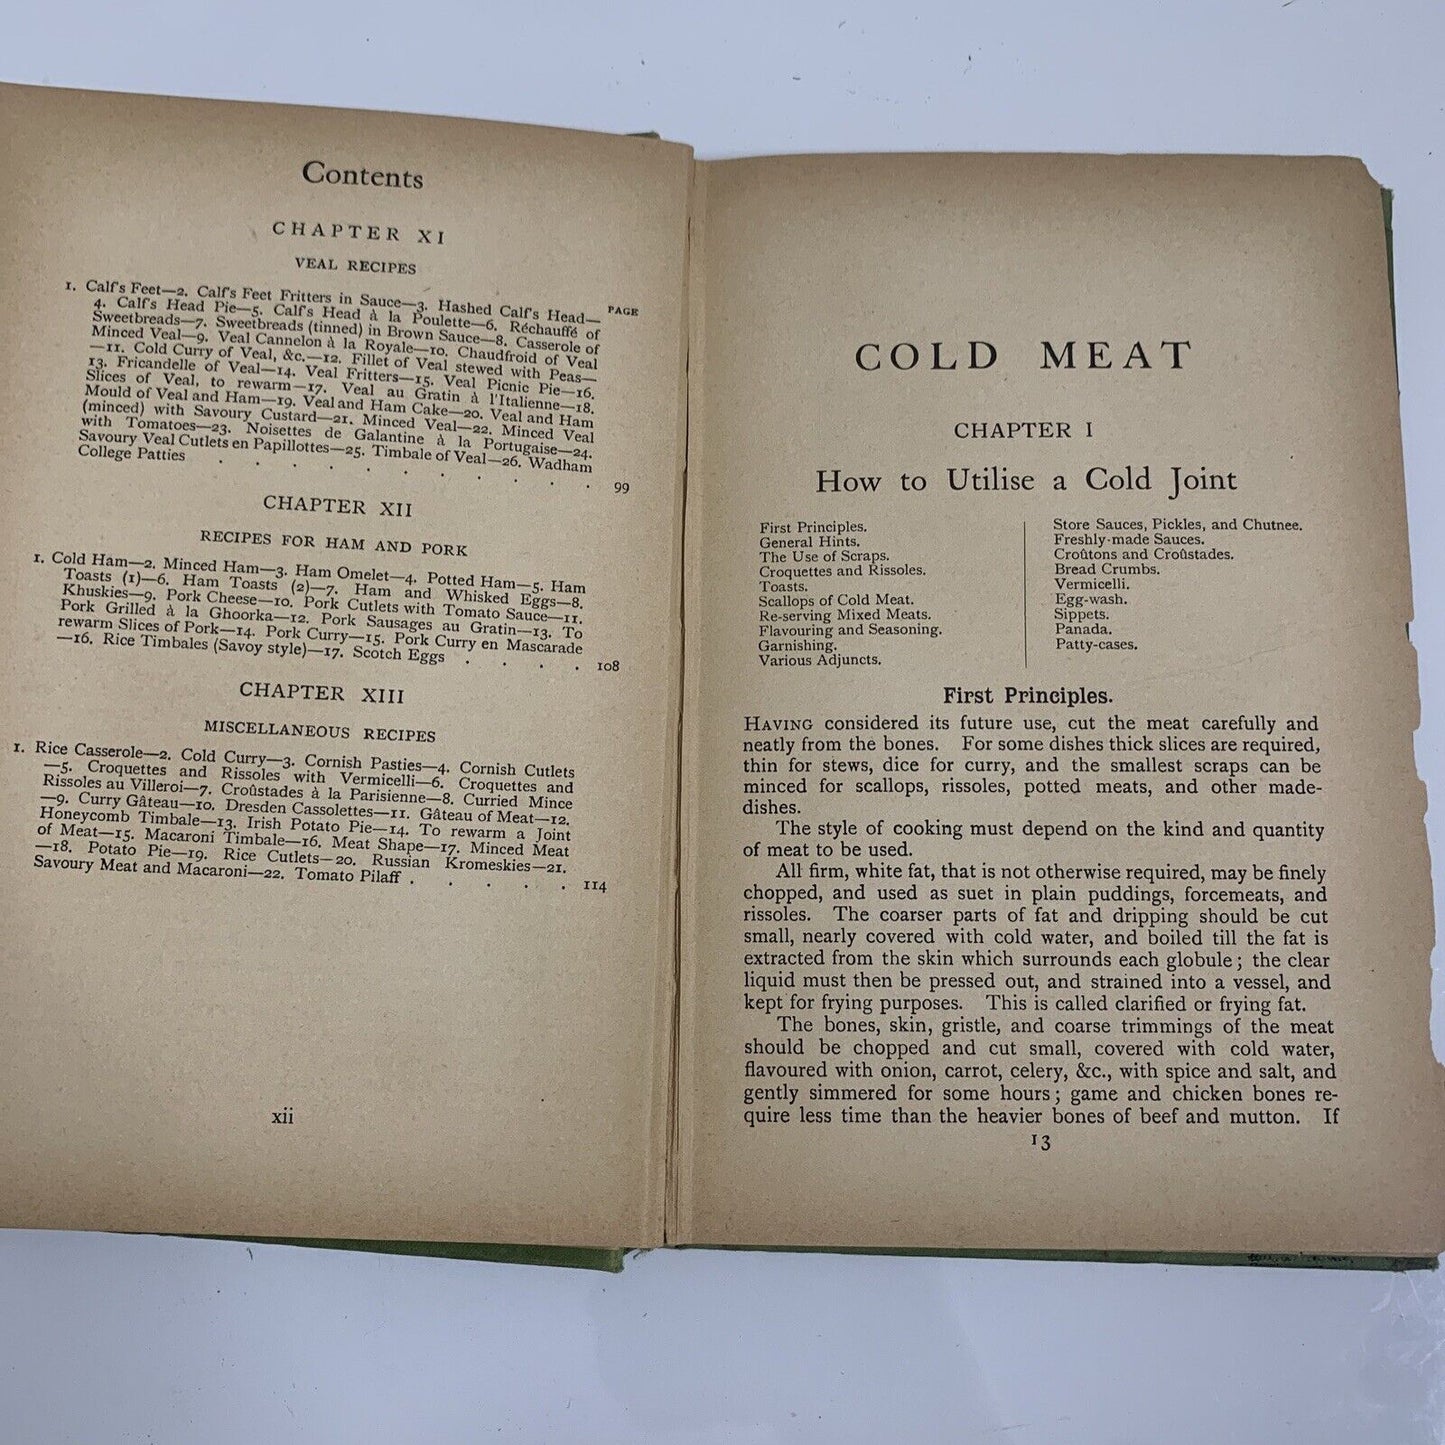 Contents
CHAPTER XI
VEAL RECIPES
PAGE
1. Calf's Feet—2. Calf's Feet Fritters in Sauce—3. Hashed Calf's Head—
4. Calf's Head Pie—5. Calf's Head à la Poulette—6. Réchauffé of
Sweetbreads—7. Sweetbreads (tinned) in Brown Sauce—8. Casserole of
Minced Veal—9. Veal Cannelon à la Royale—10. Chaudfroid of Veal
—11. Cold Curry of Veal, &c.—12. Fillet of Veal stewed with Peas—
13. Fricandelle of Veal—14. Veal Fritters—15. Veal Picnic Pie—16.
Slices of Veal, to rewarm—17. Veal au Gratin à l'Italienne—18.
Mould of Veal and Ham—19. Veal and Ham Cake—20. Veal and Ham
(minced) with Savoury Custard—21. Minced Veal—22. Minced Veal
with Tomatoes—23. Noisettes de Galantine à la Portugaise—24.
Savoury Veal Cutlets en Papillottes—25. Timbale of Veal—26. Wadham
College Patties . . . . . . . . . 99
CHAPTER XII
RECIPES FOR HAM AND PORK
1. Cold Ham—2. Minced Ham—3. Ham Omelet—4. Potted Ham—5. Ham
Toasts (1)—6. Ham Toasts (2)—7. Ham and Whisked Eggs—8.
Khuskies—9. Pork Cheese—10. Pork Cutlets with Tomato Sauce—11.
Pork Grilled à la Ghoorka—12. Pork Sausages au Gratin—13. To
rewarm Slices of Pork—14. Pork Curry—15. Pork Curry en Mascarade
—16. Rice Timbales (Savoy style)—17. Scotch Eggs . . . . 108
CHAPTER XIII
MISCELLANEOUS RECIPES
1. Rice Casserole—2. Cold Curry—3. Cornish Pasties—4. Cornish Cutlets
—5. Croquettes and Rissoles with Vermicelli—6. Croquettes and
Rissoles au Villeroi—7. Croûstades à la Parisienne—8. Curried Mince
—9. Curry Gâteau—10. Dresden Cassolettes—11. Gâteau of Meat—12.
Honeycomb Timbale—13. Irish Potato Pie—14. To rewarm a Joint
of Meat—15. Macaroni Timbale—16. Meat Shape—17. Minced Meat
—18. Potato Pie—19. Rice Cutlets—20. Russian Kromeskies—21.
Savoury Meat and Macaroni—22. Tomato Pilaff . . . . . 114
xii
COLD MEAT
CHAPTER I
How to Utilise a Cold Joint
First Principles.
General Hints.
The Use of Scraps.
Croquettes and Rissoles.
Toasts.
Scallops of Cold Meat.
Re-serving Mixed Meats.
Flavouring and Seasoning.
Garnishing.
Various Adjuncts.
Store Sauces, Pickles, and Chutnee.
Freshly-made Sauces.
Croûtons and Croûstades.
Bread Crumbs.
Vermicelli.
Egg-wash.
Sippets.
Panada.
Patty-cases.
First Principles.
HAVING considered its future use, cut the meat carefully and
neatly from the bones. For some dishes thick slices are required,
thin for stews, dice for curry, and the smallest scraps can be
minced for scallops, rissoles, potted meats, and other made-
dishes.
The style of cooking must depend on the kind and quantity
of meat to be used.
All firm, white fat, that is not otherwise required, may be finely
chopped, and used as suet in plain puddings, forcemeats, and
rissoles. The coarser parts of fat and dripping should be cut
small, nearly covered with cold water, and boiled till the fat is
extracted from the skin which surrounds each globule; the clear
liquid must then be pressed out, and strained into a vessel, and
kept for frying purposes. This is called clarified or frying fat.
The bones, skin, gristle, and coarse trimmings of the meat
should be chopped and cut small, covered with cold water,
flavoured with onion, carrot, celery, &c., with spice and salt, and
gently simmered for some hours; game and chicken bones re-
quire less time than the heavier bones of beef and mutton. If
13